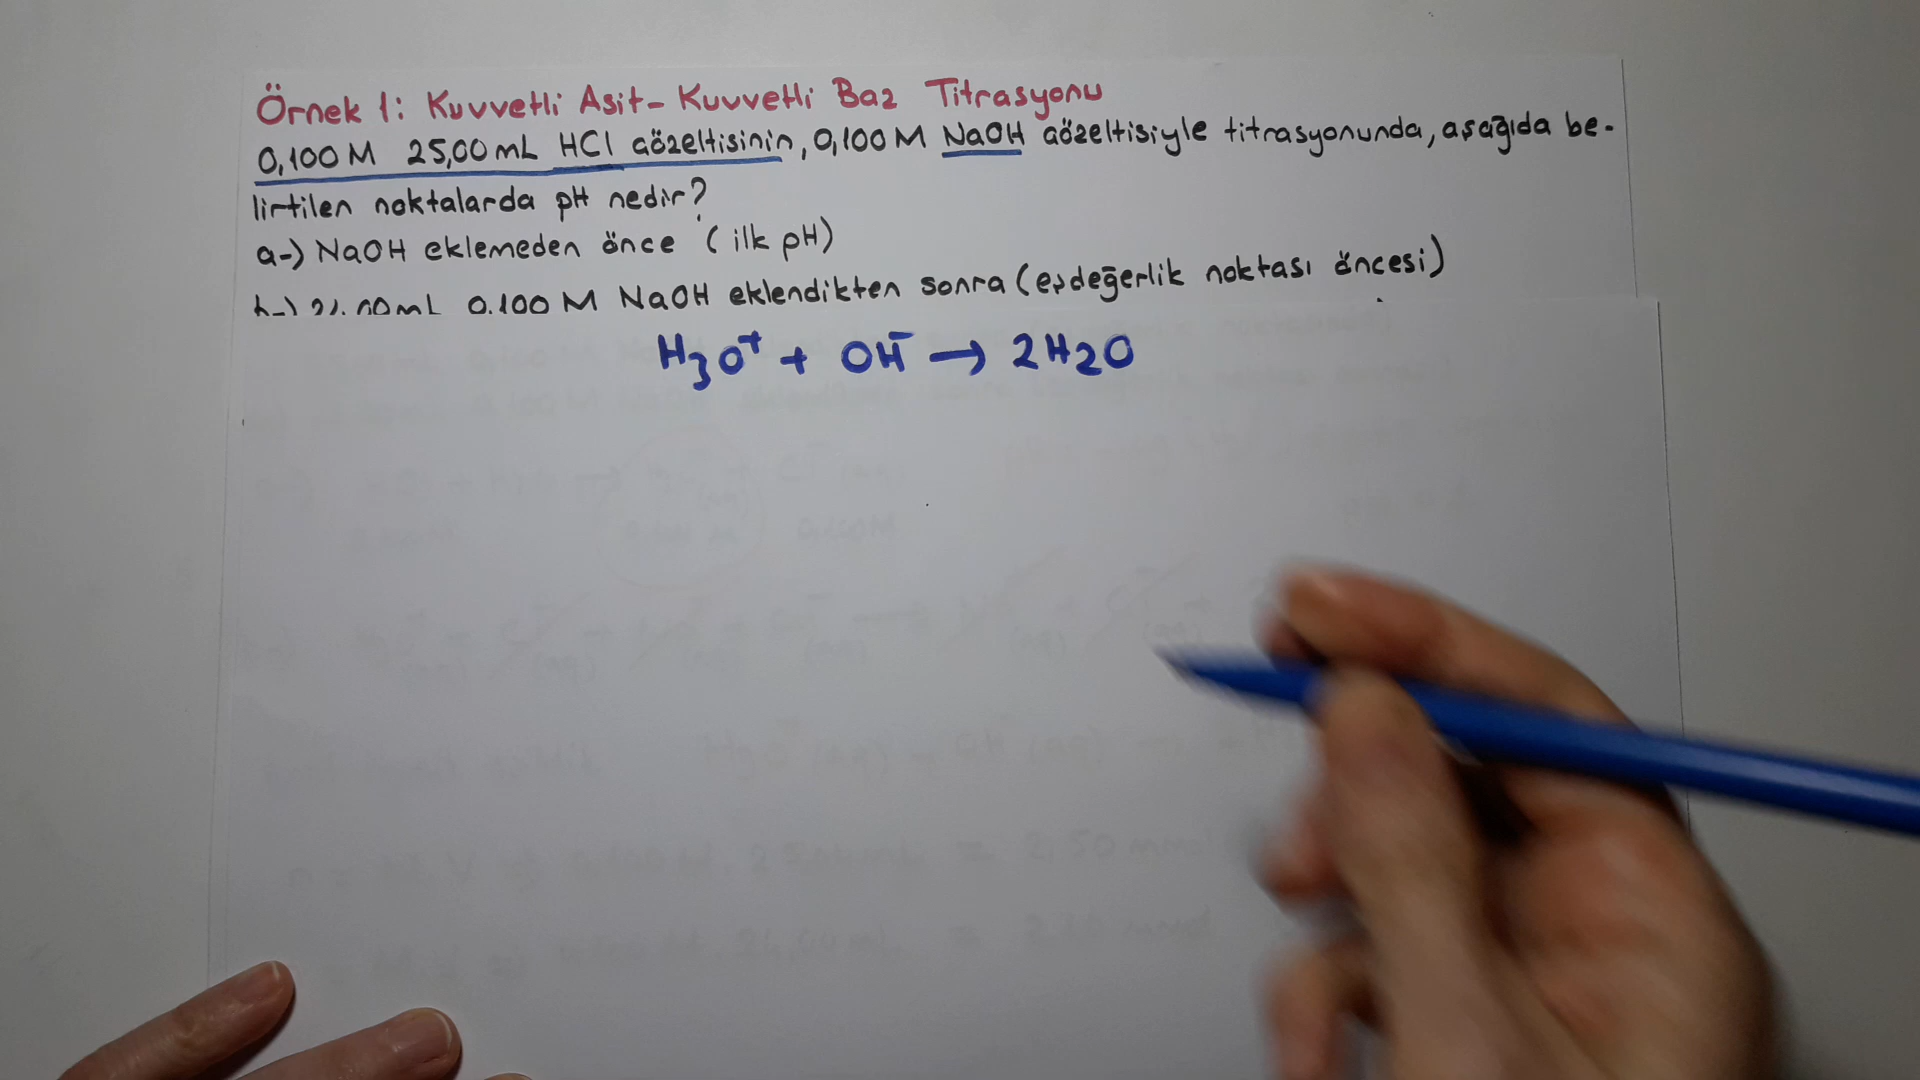 Örnek 1: Kuvvetli Asit-Kuvvetli Baz Titrasyonu
0,100 M 25,00 mL HCl çözeltisinin, 0,100 M NaOH çözeltisiyle titrasyonunda, aşağıda be-
lirtilen noktalarda pH nedir?
a-) NaOH eklemeden önce (ilk pH)
0.100 M NaOH eklendikten sonra (eşdeğerlik noktası öncesi)
H3O+ + OH- → 2H2O